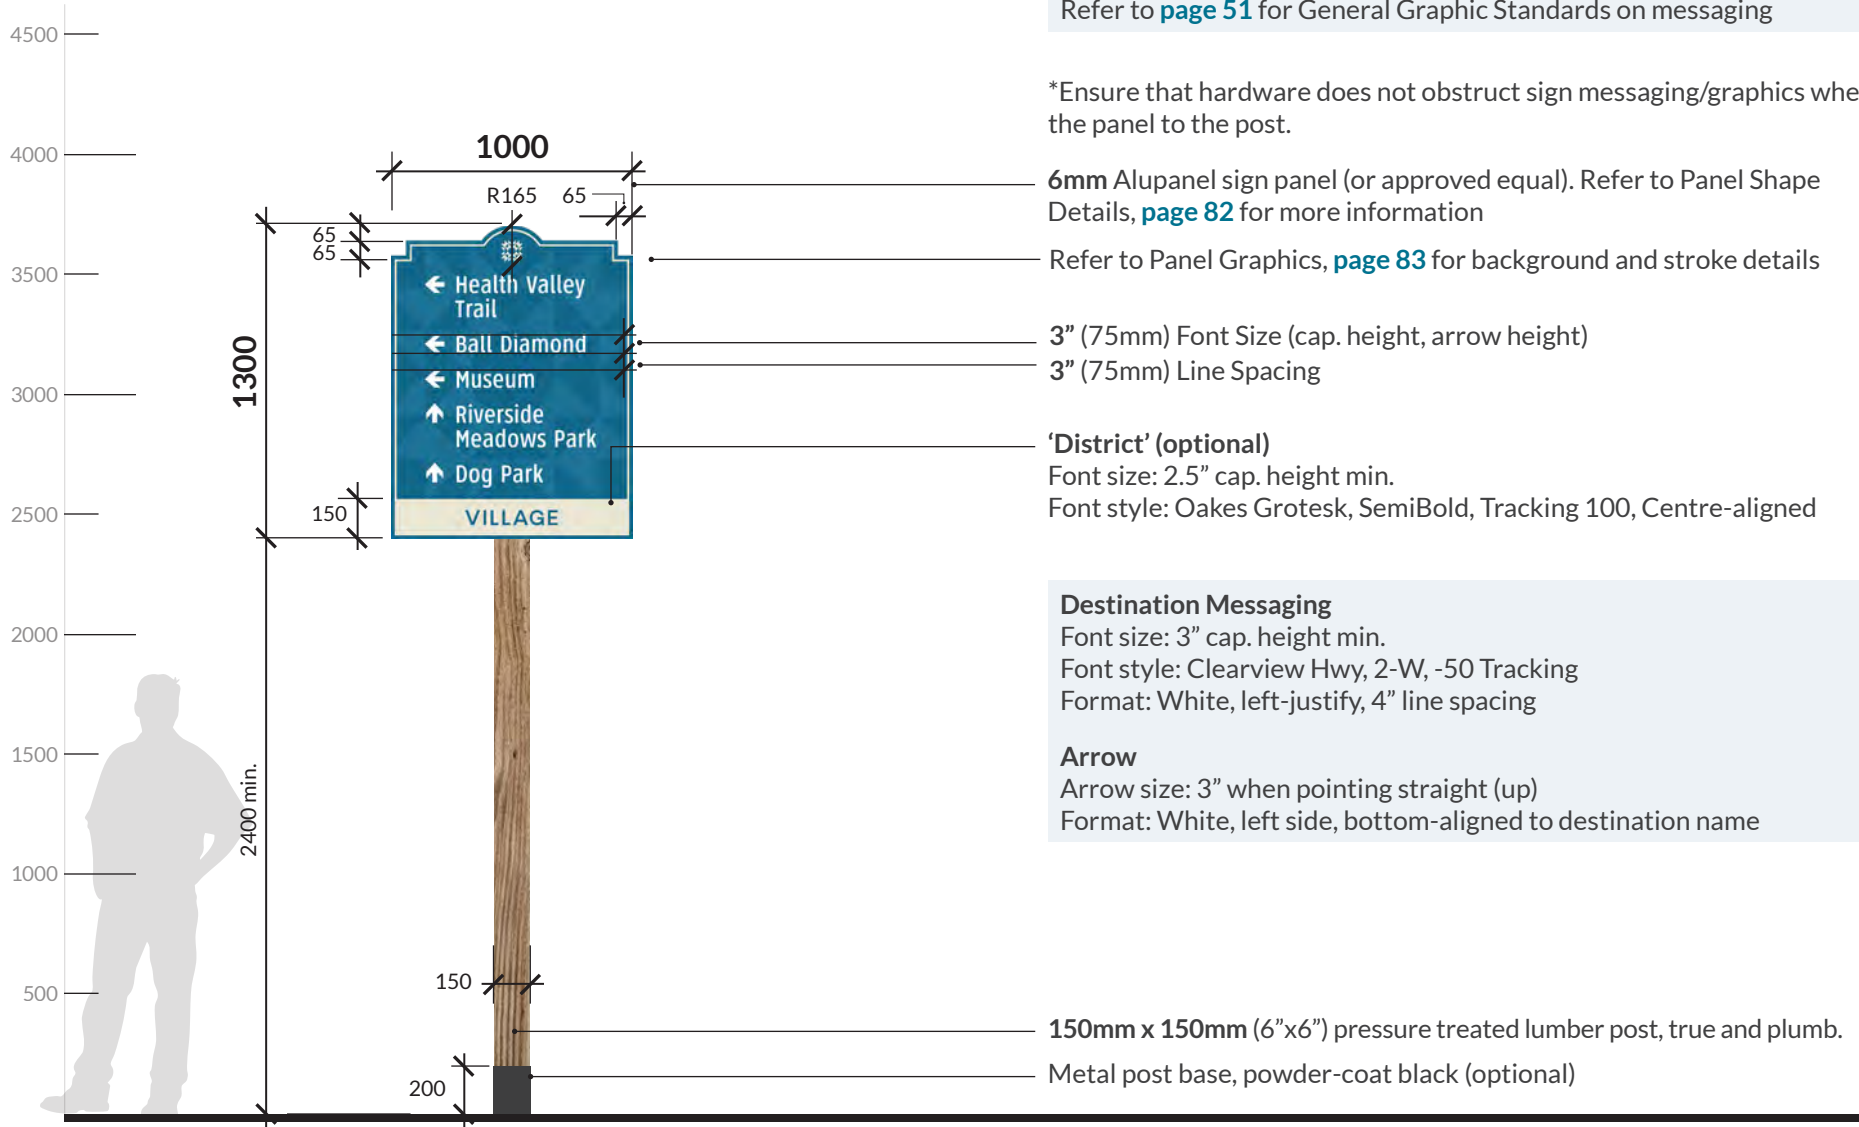 Refer to page 51 for General Graphic Standards on messaging
*Ensure that hardware does not obstruct sign messaging/graphics whe
the panel to the post.
6mm Alupanel sign panel (or approved equal). Refer to Panel Shape
Details, page 82 for more information
Refer to Panel Graphics, page 83 for background and stroke details
3” (75mm) Font Size (cap. height, arrow height)
3” (75mm) Line Spacing
‘District’ (optional)
Font size: 2.5” cap. height min.
Font style: Oakes Grotesk, SemiBold, Tracking 100, Centre-aligned
Destination Messaging
Font size: 3” cap. height min.
Font style: Clearview Hwy, 2-W, -50 Tracking
Format: White, left-justify, 4” line spacing
Arrow
Arrow size: 3” when pointing straight (up)
Format: White, left side, bottom-aligned to destination name
150mm x 150mm (6”x6”) pressure treated lumber post, true and plumb.
Metal post base, powder-coat black (optional)
4500
4000
3500
3000
2500
2000
1500
1000
500
1000
R165
65
65
65
1300
150
2400 min.
150
200
Health Valley
Trail
Ball Diamond
Museum
Riverside
Meadows Park
Dog Park
VILLAGE